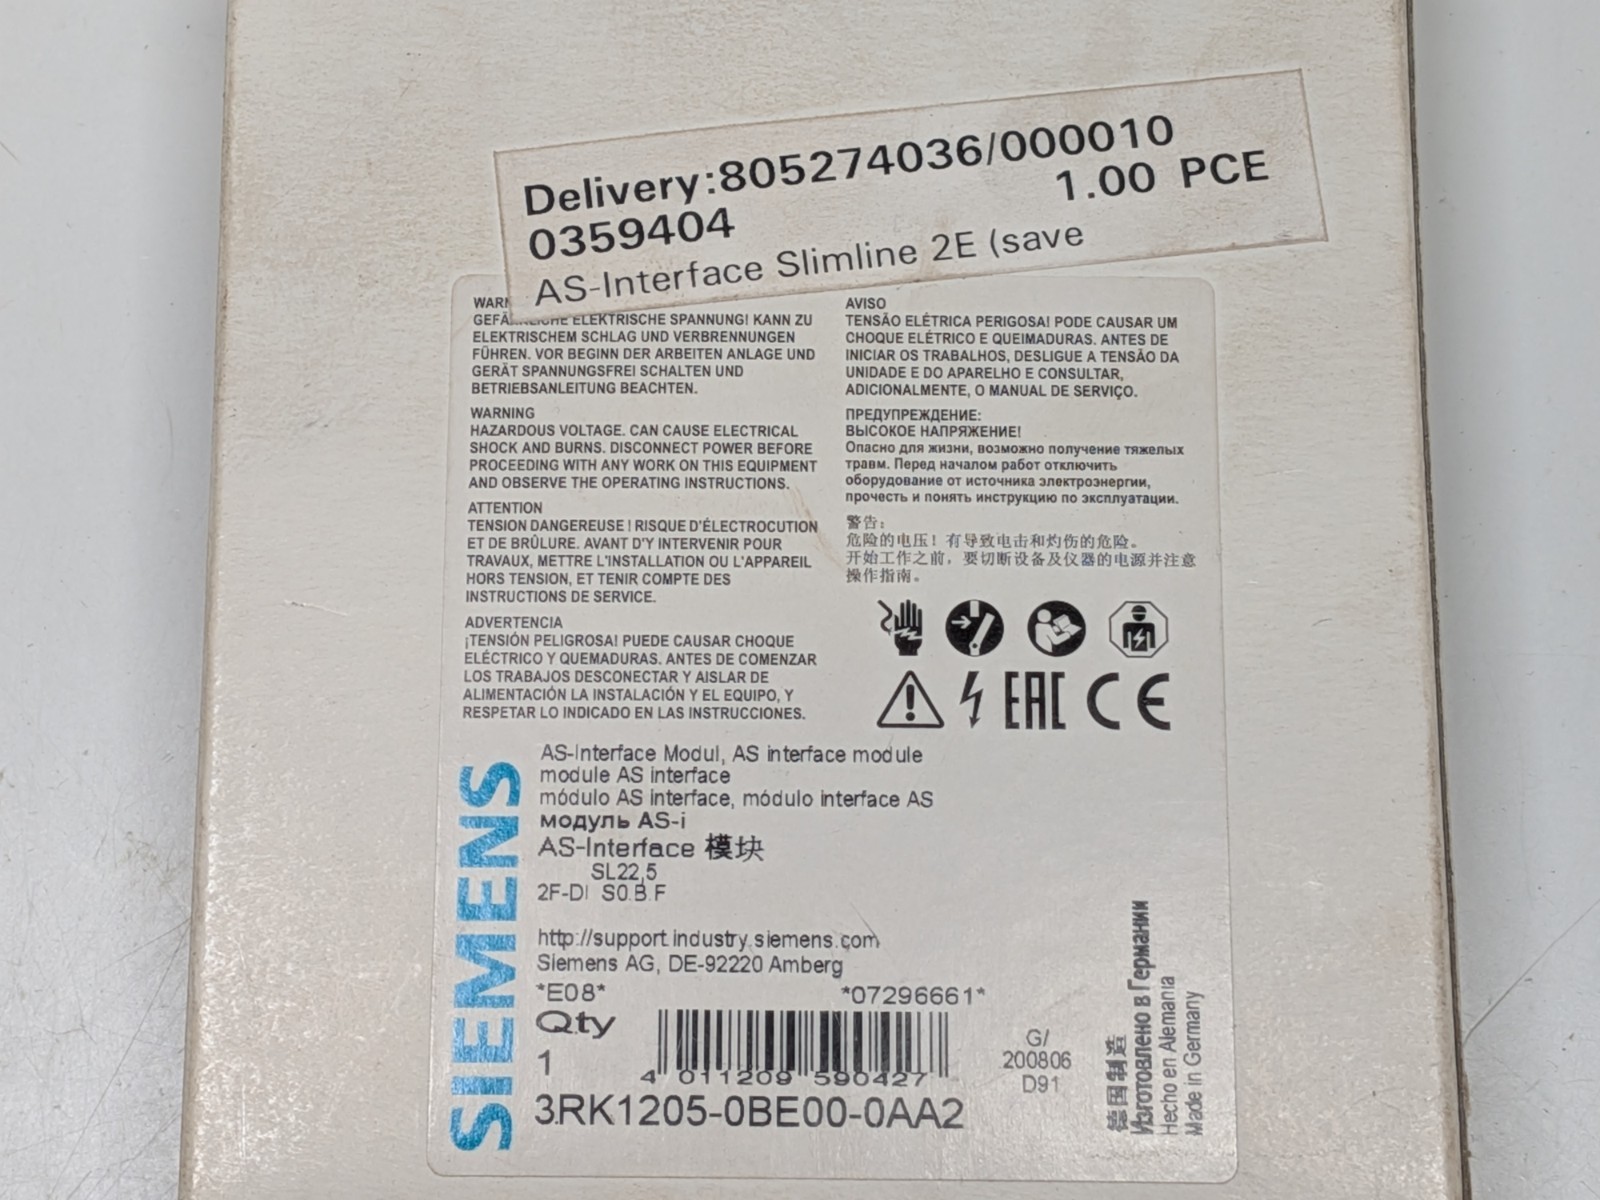 Delivery:805274036/000010
0359404 1.00 PCE
AS-Interface Slimline 2E (save
ELEKTRISCHE SPANNUNG! KANN ZU
ELEKTRISCHEM SCHLAG UND VERBRENNUNGEN
FÜHREN. VOR BEGINN DER ARBEITEN ANLAGE UND
GERÄT SPANNUNGSFREI SCHALTEN UND
BETRIEBSANLEITUNG BEACHTEN.
WARNING
HAZARDOUS VOLTAGE. CAN CAUSE ELECTRICAL
SHOCK AND BURNS. DISCONNECT POWER BEFORE
PROCEEDING WITH ANY WORK ON THIS EQUIPMENT
AND OBSERVE THE OPERATING INSTRUCTIONS.
ATTENTION
TENSION DANGEREUSE ! RISQUE D'ÉLECTROCUTION
ET DE BRÛLURE. AVANT D'Y INTERVENIR POUR
TRAVAUX, METTRE L'INSTALLATION OU L'APPAREIL
HORS TENSION, ET TENIR COMPTE DES
INSTRUCTIONS DE SERVICE.
ADVERTENCIA
¡TENSIÓN PELIGROSA! PUEDE CAUSAR CHOQUE
ELÉCTRICO Y QUEMADURAS. ANTES DE COMENZAR
LOS TRABAJOS DESCONECTAR Y AISLAR DE
ALIMENTACIÓN LA INSTALACIÓN Y EL EQUIPO, Y
RESPETAR LO INDICADO EN LAS INSTRUCCIONES.
AVISO
TENSÃO ELÉTRICA PERIGOSA! PODE CAUSAR UM
CHOQUE ELÉTRICO E QUEIMADURAS. ANTES DE
INICIAR OS TRABALHOS, DESLIGUE A TENSÃO DA
UNIDADE E DO APARELHO E CONSULTAR,
ADICIONALMENTE, O MANUAL DE SERVIÇO.
ПРЕДУПРЕЖДЕНИЕ:
ВЫСОКОЕ НАПРЯЖЕНИЕ!
Опасно для жизни, возможно получение тяжелых
травм. Перед началом работ отключить
оборудование от источника электроэнергии,
прочесть и понять инструкцию по эксплуатации.
警告:
危险的电压！有导致电击和灼伤的危险。
开始工作之前，要切断设备及仪器的电源并注意
操作指南。
EAC CE
SIEMENS
AS-Interface Modul, AS interface module
module AS interface
módulo AS interface, módulo interface AS
модуль AS-i
AS-Interface 模块
SL22,5
2F-DI S0.B.F
http://support.industry.siemens.com
Siemens AG, DE-92220 Amberg
*E08* *07296661*
Qty
1
4 011209 590427
3RK1205-0BE00-0AA2
G/
200806
D91
德国制造
Изготовлено в Германии
Hecho en Alemania
Made in Germany